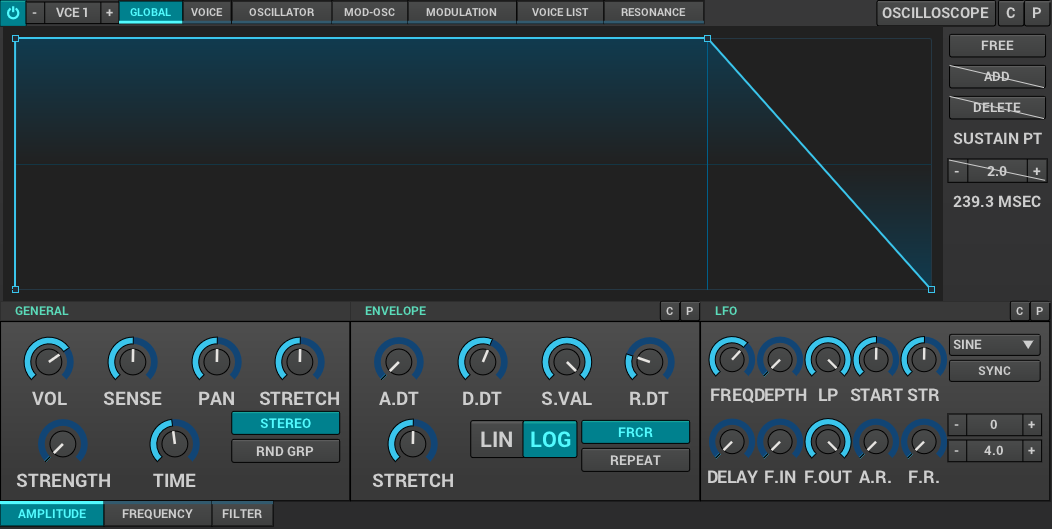 - VCE 1 + GLOBAL VOICE OSCILLATOR MOD-OSC MODULATION VOICE LIST RESONANCE OSCILLOSCOPE C P
FREE
ADD
DELETE
SUSTAIN PT
- 2.0 +
239.3 MSEC
GENERAL
VOL SENSE PAN STRETCH
STEREO
RND GRP
STRENGTH TIME
ENVELOPE C P
A.DT D.DT S.VAL R.DT
LIN LOG FRCR
REPEAT
STRETCH
LFO C P
FREQ DEPTH LP START STR
SINE
SYNC
- 0 +
- 4.0 +
DELAY F.IN F.OUT A.R. F.R.
AMPLITUDE FREQUENCY FILTER